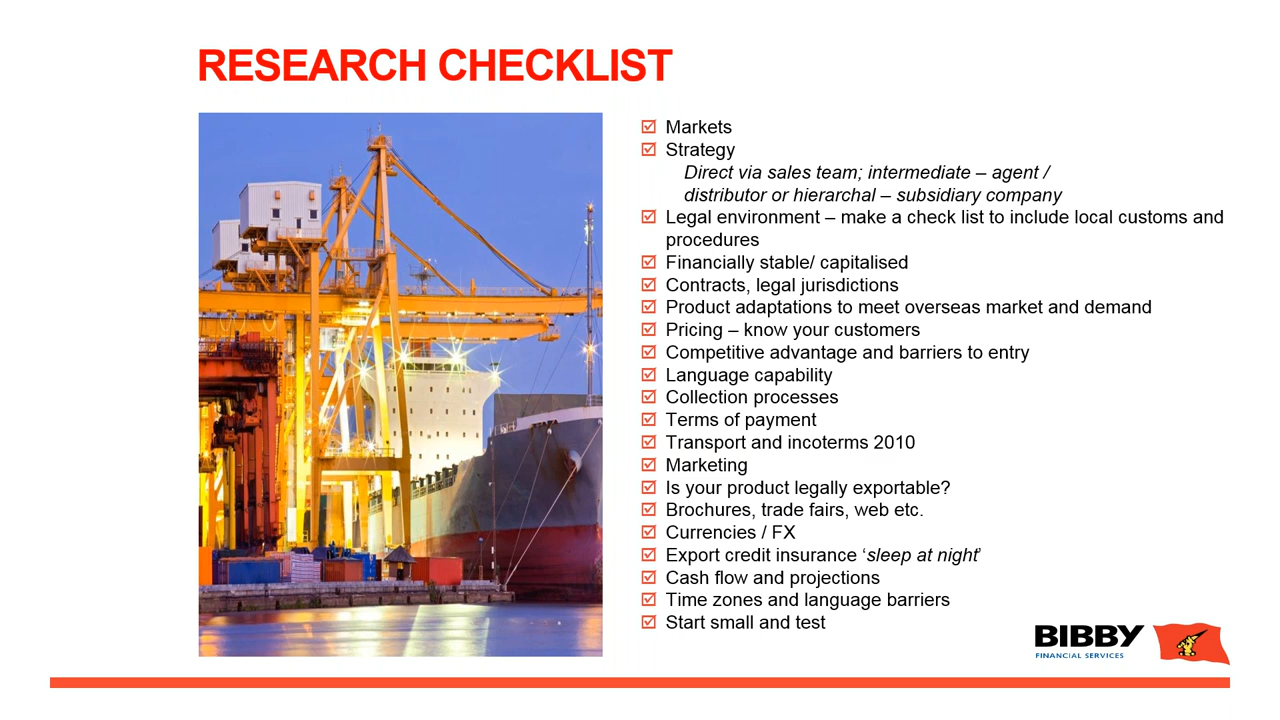 RESEARCH CHECKLIST
Markets
Strategy
Direct via sales team; intermediate – agent /
distributor or hierarchal – subsidiary company
Legal environment – make a check list to include local customs and
procedures
Financially stable/ capitalised
Contracts, legal jurisdictions
Product adaptations to meet overseas market and demand
Pricing – know your customers
Competitive advantage and barriers to entry
Language capability
Collection processes
Terms of payment
Transport and incoterms 2010
Marketing
Is your product legally exportable?
Brochures, trade fairs, web etc.
Currencies / FX
Export credit insurance ‘sleep at night’
Cash flow and projections
Time zones and language barriers
Start small and test
BIBBY
FINANCIAL SERVICES